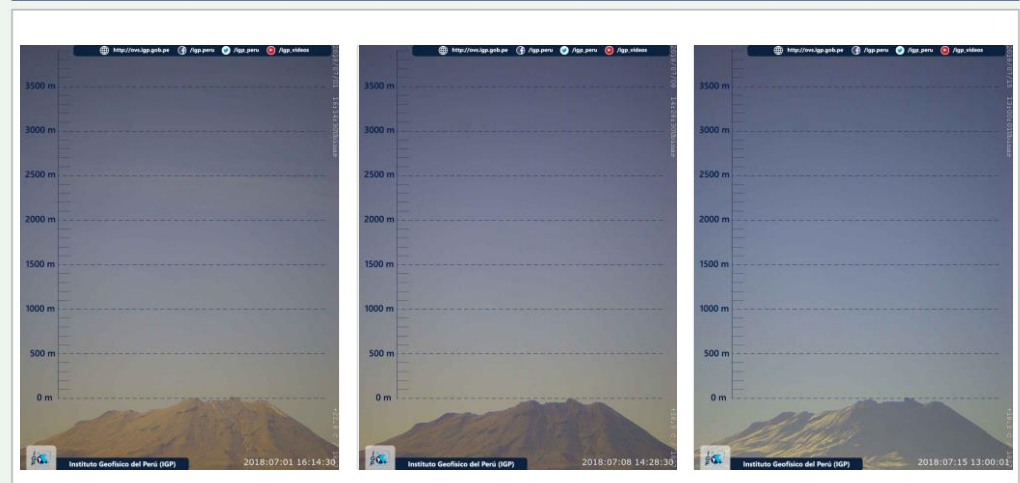 http://ovs.igp.gob.pe /igp.peru /igp_peru /igp_videos
3500 m
3000 m
2500 m
2000 m
1500 m
1000 m
500 m
0 m
Instituto Geofísico del Perú (IGP)
2018:07:01 16:14:30
http://ovs.igp.gob.pe /igp.peru /igp_peru /igp_videos
3500 m
3000 m
2500 m
2000 m
1500 m
1000 m
500 m
0 m
Instituto Geofísico del Perú (IGP)
2018:07:08 14:28:30
http://ovs.igp.gob.pe /igp.peru /igp_peru /igp_videos
3500 m
3000 m
2500 m
2000 m
1500 m
1000 m
500 m
0 m
Instituto Geofísico del Perú (IGP)
2018:07:15 13:00:01